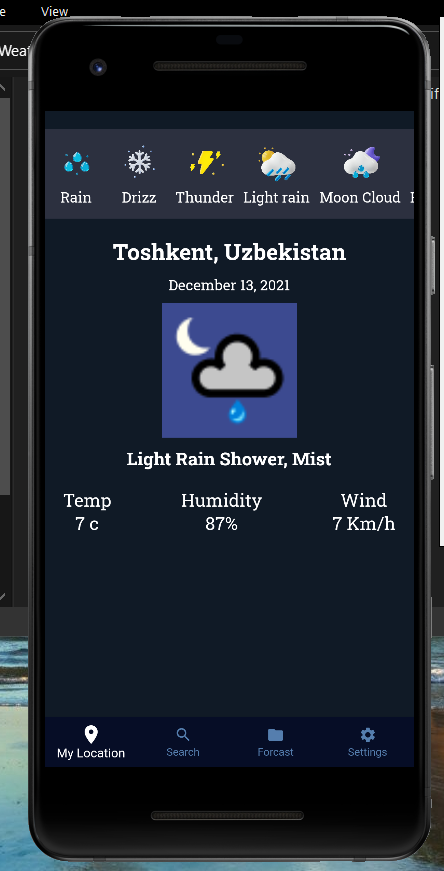 View
Rain Drizz Thunder Light rain Moon Cloud
Toshkent, Uzbekistan
December 13, 2021
Light Rain Shower, Mist
Temp Humidity Wind
7 c 87% 7 Km/h
My Location Search Forcast Settings